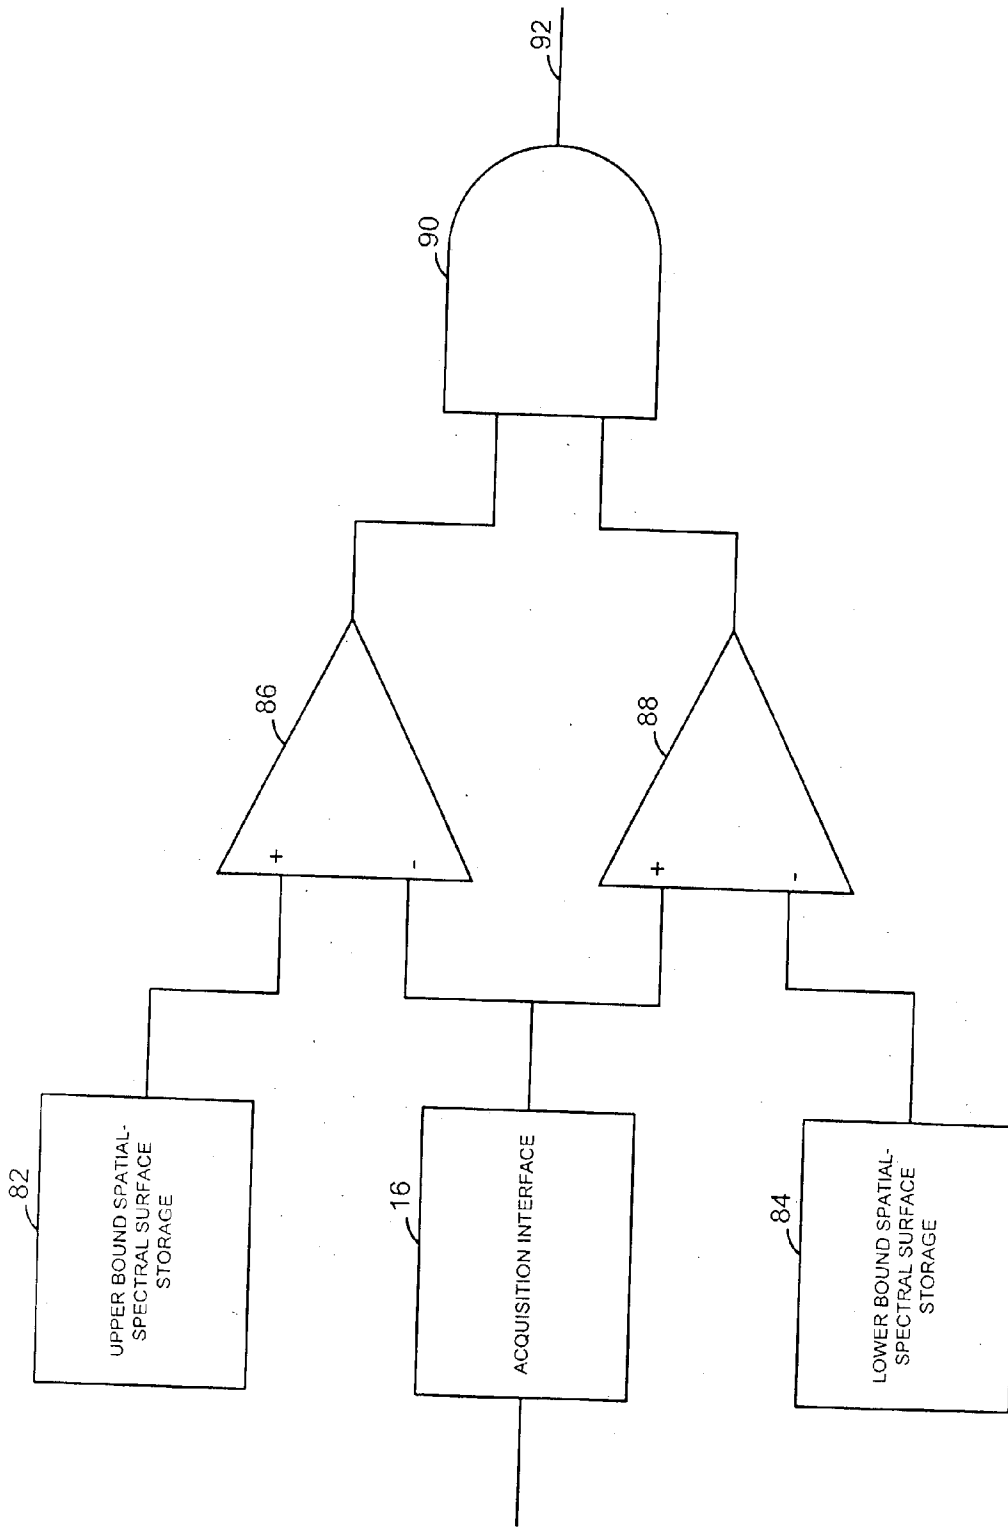 82
UPPER BOUND SPATIAL-
SPECTRAL SURFACE
STORAGE
16
ACQUISITION INTERFACE
84
LOWER BOUND SPATIAL-
SPECTRAL SURFACE
STORAGE
86
+
-
88
+
-
90
92